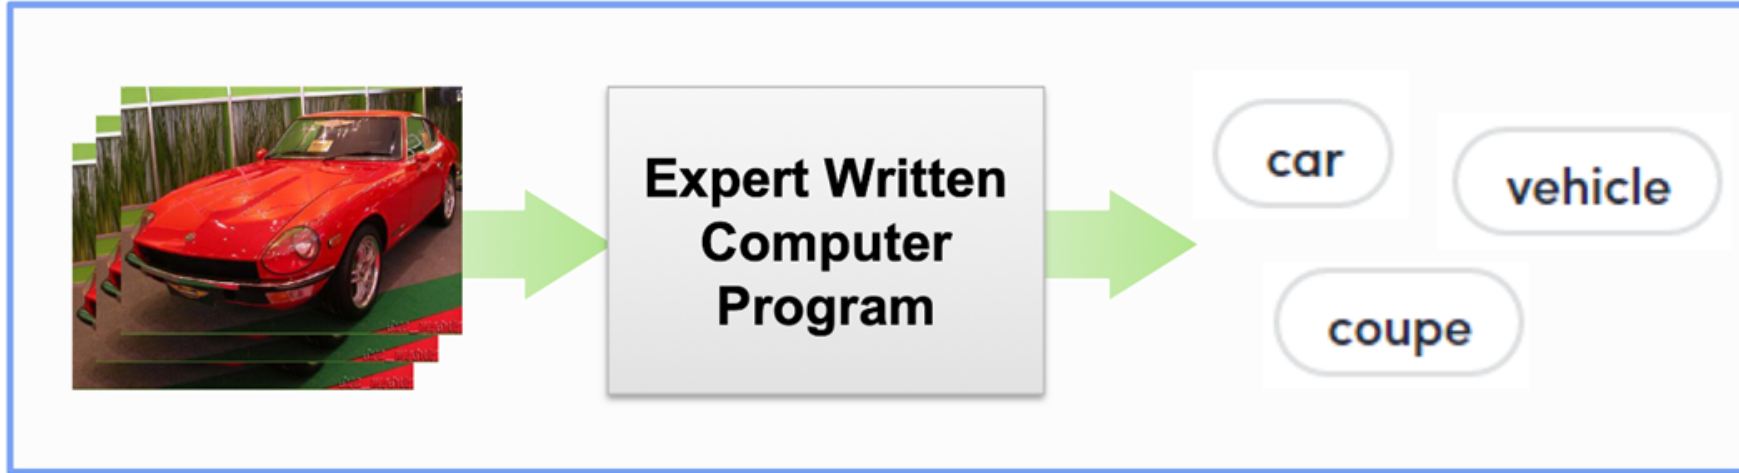 Expert Written
Computer
Program
car
vehicle
coupe